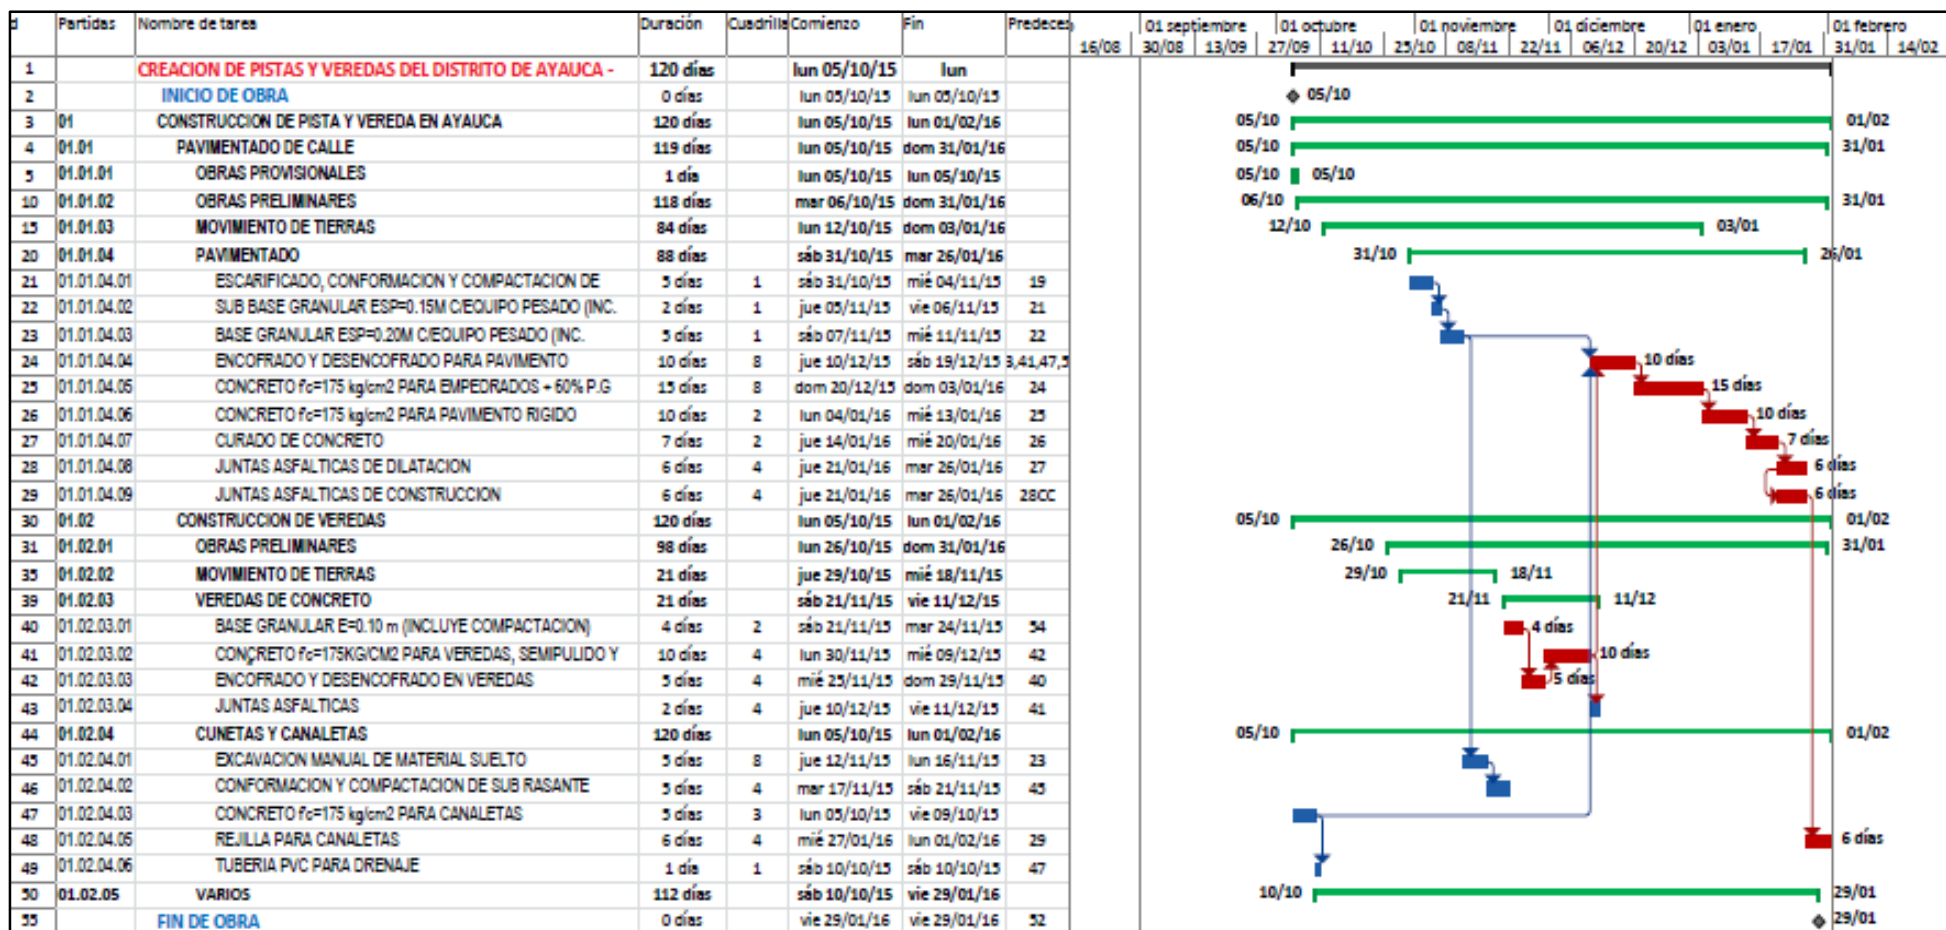 d Partidas Nombre de tarea Duración Cuadrilla Comienzo Fin Predeces 01 septiembre 01 octubre 01 noviembre 01 diciembre 01 enero 01 febrero
16/08 30/08 13/09 27/09 11/10 25/10 08/11 22/11 06/12 20/12 03/01 17/01 31/01 14/02
1 CREACION DE PISTAS Y VEREDAS DEL DISTRITO DE AYAUCA - 120 días lun 05/10/15 lun
2 INICIO DE OBRA 0 días lun 05/10/15 lun 05/10/15 05/10
3 01 CONSTRUCCION DE PISTA Y VEREDA EN AYAUCA 120 días lun 05/10/15 lun 01/02/16 05/10 01/02
4 01.01 PAVIMENTADO DE CALLE 119 días lun 05/10/15 dom 31/01/16 05/10 31/01
5 01.01.01 OBRAS PROVISIONALES 1 día lun 05/10/15 lun 05/10/15 05/10 05/10
10 01.01.02 OBRAS PRELIMINARES 118 días mar 06/10/15 dom 31/01/16 06/10 31/01
15 01.01.03 MOVIMIENTO DE TIERRAS 84 días lun 12/10/15 dom 03/01/16 12/10 03/01
20 01.01.04 PAVIMENTADO 88 días sáb 31/10/15 mar 26/01/16 31/10 26/01
21 01.01.04.01 ESCARIFICADO, CONFORMACION Y COMPACTACION DE 5 días 1 sáb 31/10/15 mié 04/11/15 19
22 01.01.04.02 SUB BASE GRANULAR ESP=0.15M C/EQUIPO PESADO (INC. 2 días 1 jue 05/11/15 vie 06/11/15 21
23 01.01.04.03 BASE GRANULAR ESP=0.20M C/EQUIPO PESADO (INC. 5 días 1 sáb 07/11/15 mié 11/11/15 22
24 01.01.04.04 ENCOFRADO Y DESENCOFRADO PARA PAVIMENTO 10 días 8 jue 10/12/15 sáb 19/12/15 3,41,47,5 10 días
25 01.01.04.05 CONCRETO f'c=175 kg/cm2 PARA EMPEDRADOS + 60% P.G 15 días 8 dom 20/12/15 dom 03/01/16 24 15 días
26 01.01.04.06 CONCRETO f'c=175 kg/cm2 PARA PAVIMENTO RIGIDO 10 días 2 lun 04/01/16 mié 13/01/16 25 10 días
27 01.01.04.07 CURADO DE CONCRETO 7 días 2 jue 14/01/16 mié 20/01/16 26 7 días
28 01.01.04.08 JUNTAS ASFALTICAS DE DILATACION 6 días 4 jue 21/01/16 mar 26/01/16 27 6 días
29 01.01.04.09 JUNTAS ASFALTICAS DE CONSTRUCCION 6 días 4 jue 21/01/16 mar 26/01/16 28CC 6 días
30 01.02 CONSTRUCCION DE VEREDAS 120 días lun 05/10/15 lun 01/02/16 05/10 01/02
31 01.02.01 OBRAS PRELIMINARES 98 días lun 26/10/15 dom 31/01/16 26/10 31/01
35 01.02.02 MOVIMIENTO DE TIERRAS 21 días jue 29/10/15 mié 18/11/15 29/10 18/11
39 01.02.03 VEREDAS DE CONCRETO 21 días sáb 21/11/15 vie 11/12/15 21/11 11/12
40 01.02.03.01 BASE GRANULAR E=0.10 m (INCLUYE COMPACTACION) 4 días 2 sáb 21/11/15 mar 24/11/15 34 4 días
41 01.02.03.02 CONCRETO f'c=175KG/CM2 PARA VEREDAS, SEMIPULIDO Y 10 días 4 lun 30/11/15 mié 09/12/15 42 10 días
42 01.02.03.03 ENCOFRADO Y DESENCOFRADO EN VEREDAS 5 días 4 mié 25/11/15 dom 29/11/15 40 5 días
43 01.02.03.04 JUNTAS ASFALTICAS 2 días 4 jue 10/12/15 vie 11/12/15 41
44 01.02.04 CUNETAS Y CANALETAS 120 días lun 05/10/15 lun 01/02/16 05/10 01/02
45 01.02.04.01 EXCAVACION MANUAL DE MATERIAL SUELTO 5 días 8 jue 12/11/15 lun 16/11/15 23
46 01.02.04.02 CONFORMACION Y COMPACTACION DE SUB RASANTE 5 días 4 mar 17/11/15 sáb 21/11/15 45
47 01.02.04.03 CONCRETO f'c=175 kg/cm2 PARA CANALETAS 5 días 3 lun 05/10/15 vie 09/10/15
48 01.02.04.05 REJILLA PARA CANALETAS 6 días 4 mié 27/01/16 lun 01/02/16 29 6 días
49 01.02.04.06 TUBERIA PVC PARA DRENAJE 1 día 1 sáb 10/10/15 sáb 10/10/15 47
50 01.02.05 VARIOS 112 días sáb 10/10/15 vie 29/01/16 10/10 29/01
55 FIN DE OBRA 0 días vie 29/01/16 vie 29/01/16 52 29/01